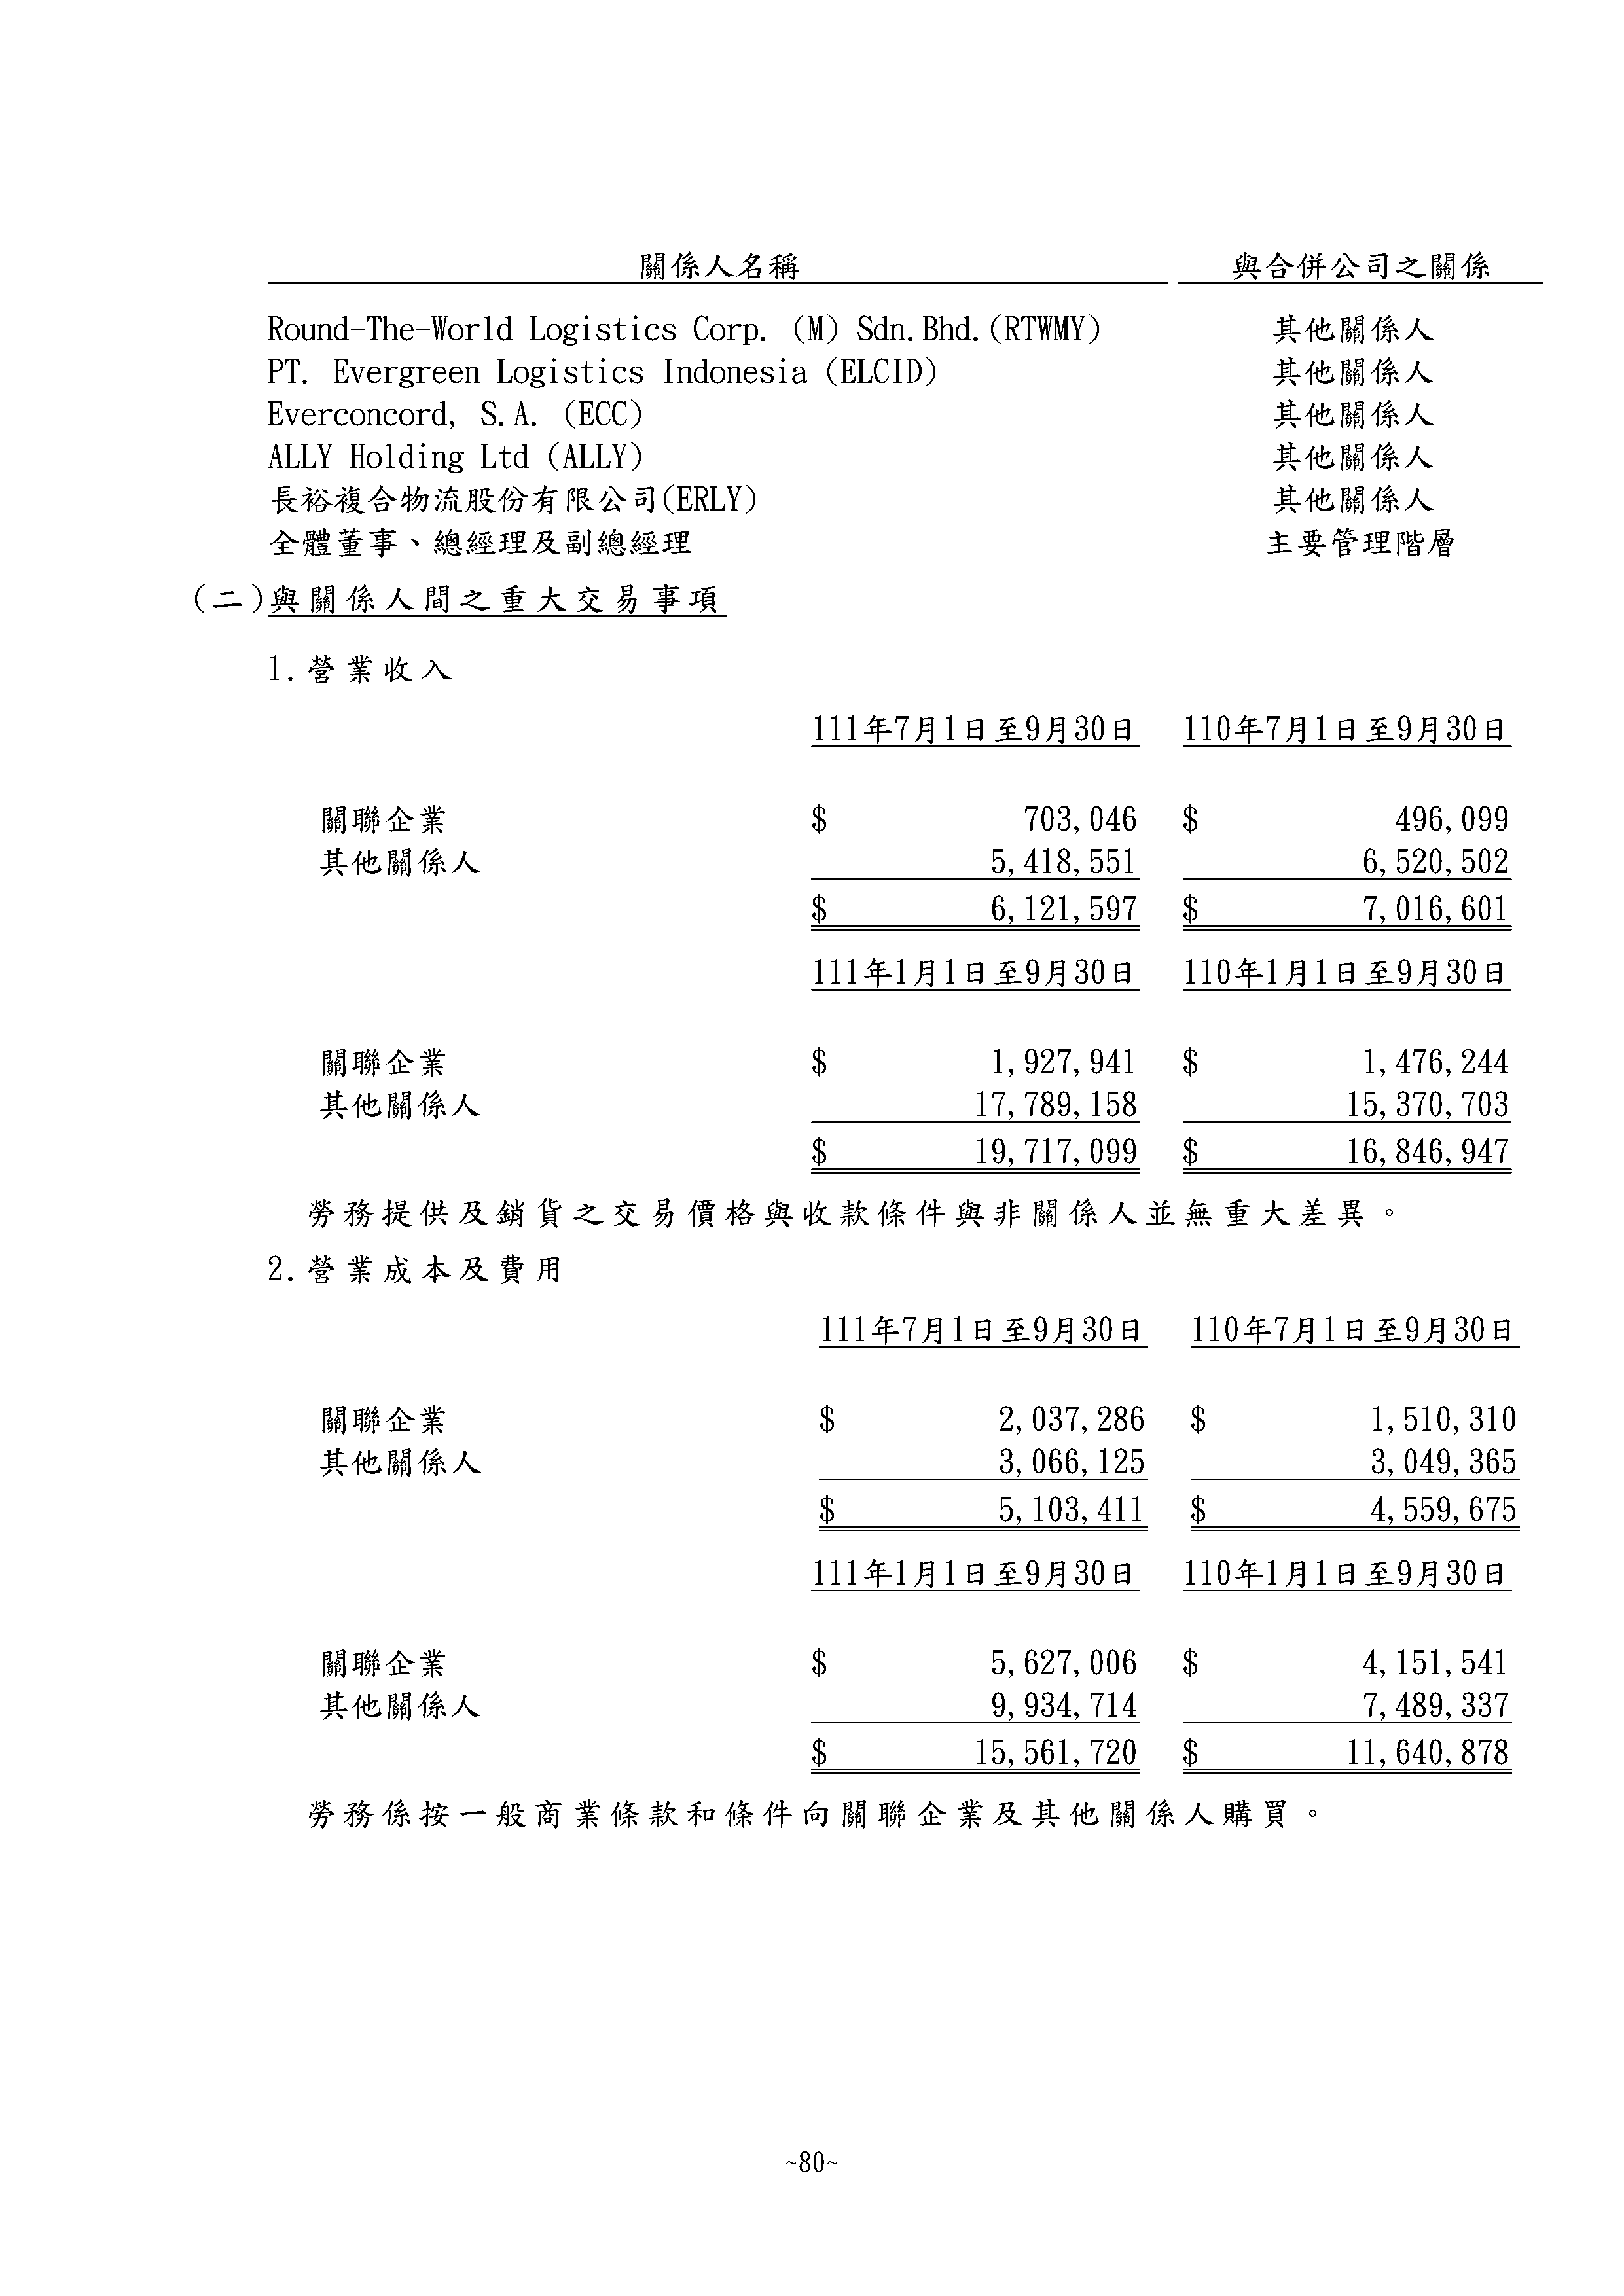 關係人名稱 與合併公司之關係
Round-The-World Logistics Corp. (M) Sdn.Bhd.(RTWMY) 其他關係人
PT. Evergreen Logistics Indonesia (ELCID) 其他關係人
Everconcord, S.A. (ECC) 其他關係人
ALLY Holding Ltd (ALLY) 其他關係人
長裕複合物流股份有限公司(ERLY) 其他關係人
全體董事、總經理及副總經理 主要管理階層
(二)與關係人間之重大交易事項
1.營業收入
111年7月1日至9月30日 110年7月1日至9月30日
關聯企業 $ 703,046 $ 496,099
其他關係人 5,418,551 6,520,502
$ 6,121,597 $ 7,016,601
111年1月1日至9月30日 110年1月1日至9月30日
關聯企業 $ 1,927,941 $ 1,476,244
其他關係人 17,789,158 15,370,703
$ 19,717,099 $ 16,846,947
勞務提供及銷貨之交易價格與收款條件與非關係人並無重大差異。
2.營業成本及費用
111年7月1日至9月30日 110年7月1日至9月30日
關聯企業 $ 2,037,286 $ 1,510,310
其他關係人 3,066,125 3,049,365
$ 5,103,411 $ 4,559,675
111年1月1日至9月30日 110年1月1日至9月30日
關聯企業 $ 5,627,006 $ 4,151,541
其他關係人 9,934,714 7,489,337
$ 15,561,720 $ 11,640,878
勞務係按一般商業條款和條件向關聯企業及其他關係人購買。
~80~